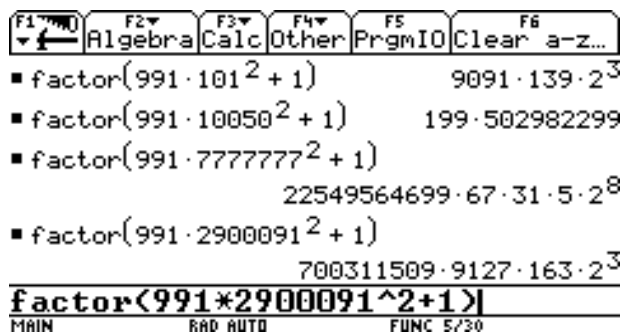 F1 F2 F3 F4 F5 F6
Algebra Calc Other PrgmIO Clear a-z…
factor(991·101²+1) 9091·139·2³
factor(991·10050²+1) 199·502982299
factor(991·7777777²+1)
22549564699·67·31·5·2⁸
factor(991·2900091²+1)
700311509·9127·163·2³
factor(991*2900091^2+1)
MAIN RAD AUTO FUNC 5/30